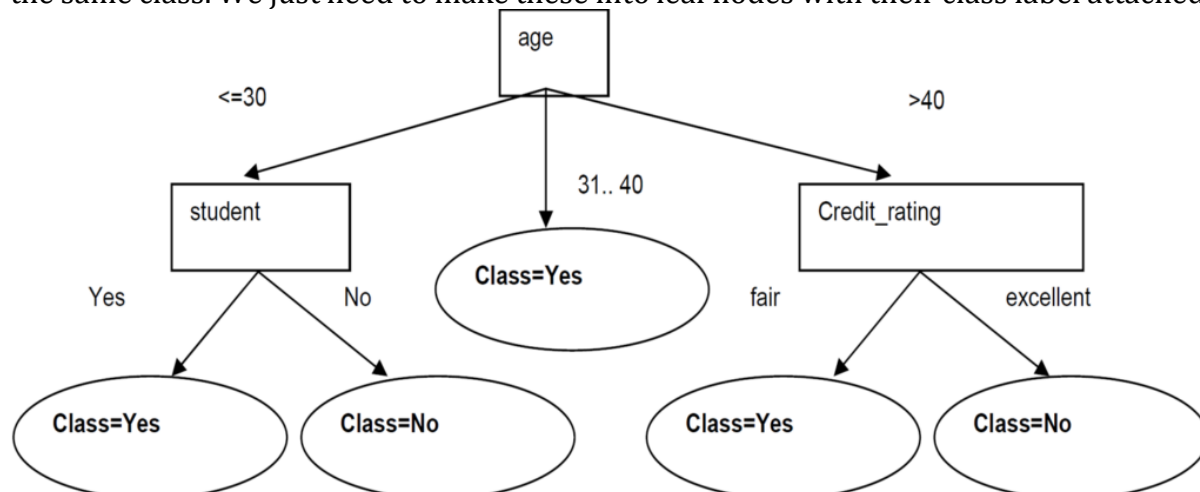 the same class. We just need to make these into leaf nodes with their class label attached
age
<=30
>40
31.. 40
student
Credit_rating
Class=Yes
Yes
No
fair
excellent
Class=Yes
Class=No
Class=Yes
Class=No